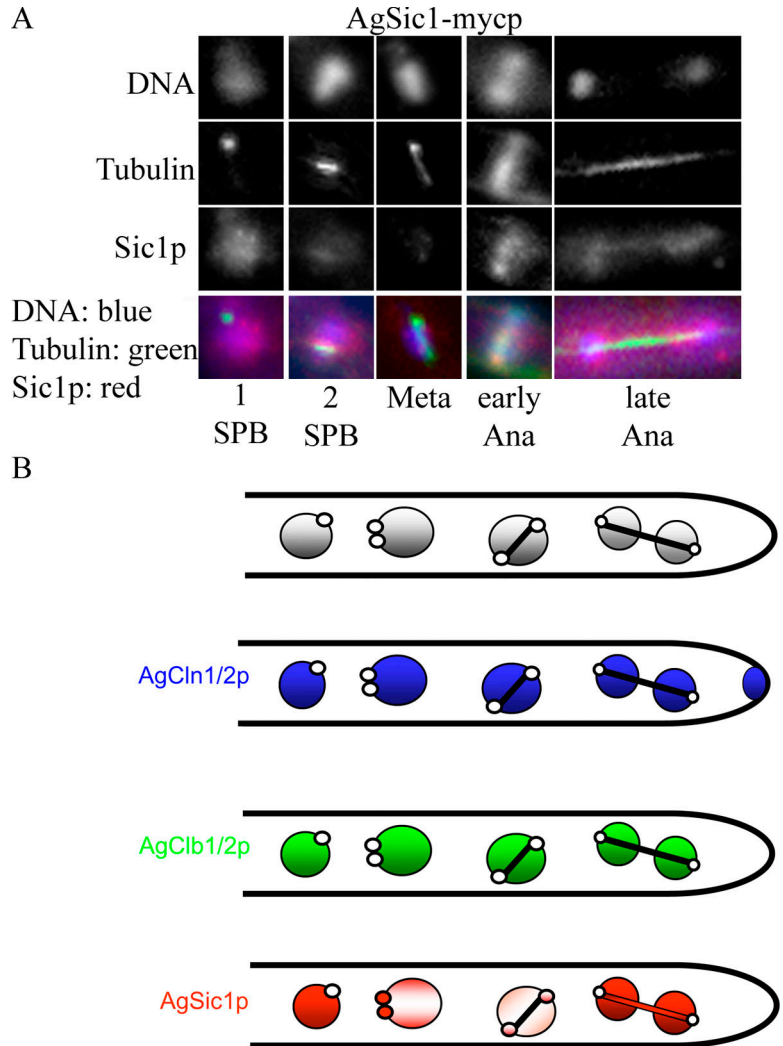 A
AgSic1-mycp
DNA
Tubulin
Sic1p
DNA: blue
Tubulin: green
Sic1p: red
1 SPB
2 SPB
Meta
early Ana
late Ana
B
AgCln1/2p
AgClb1/2p
AgSic1p